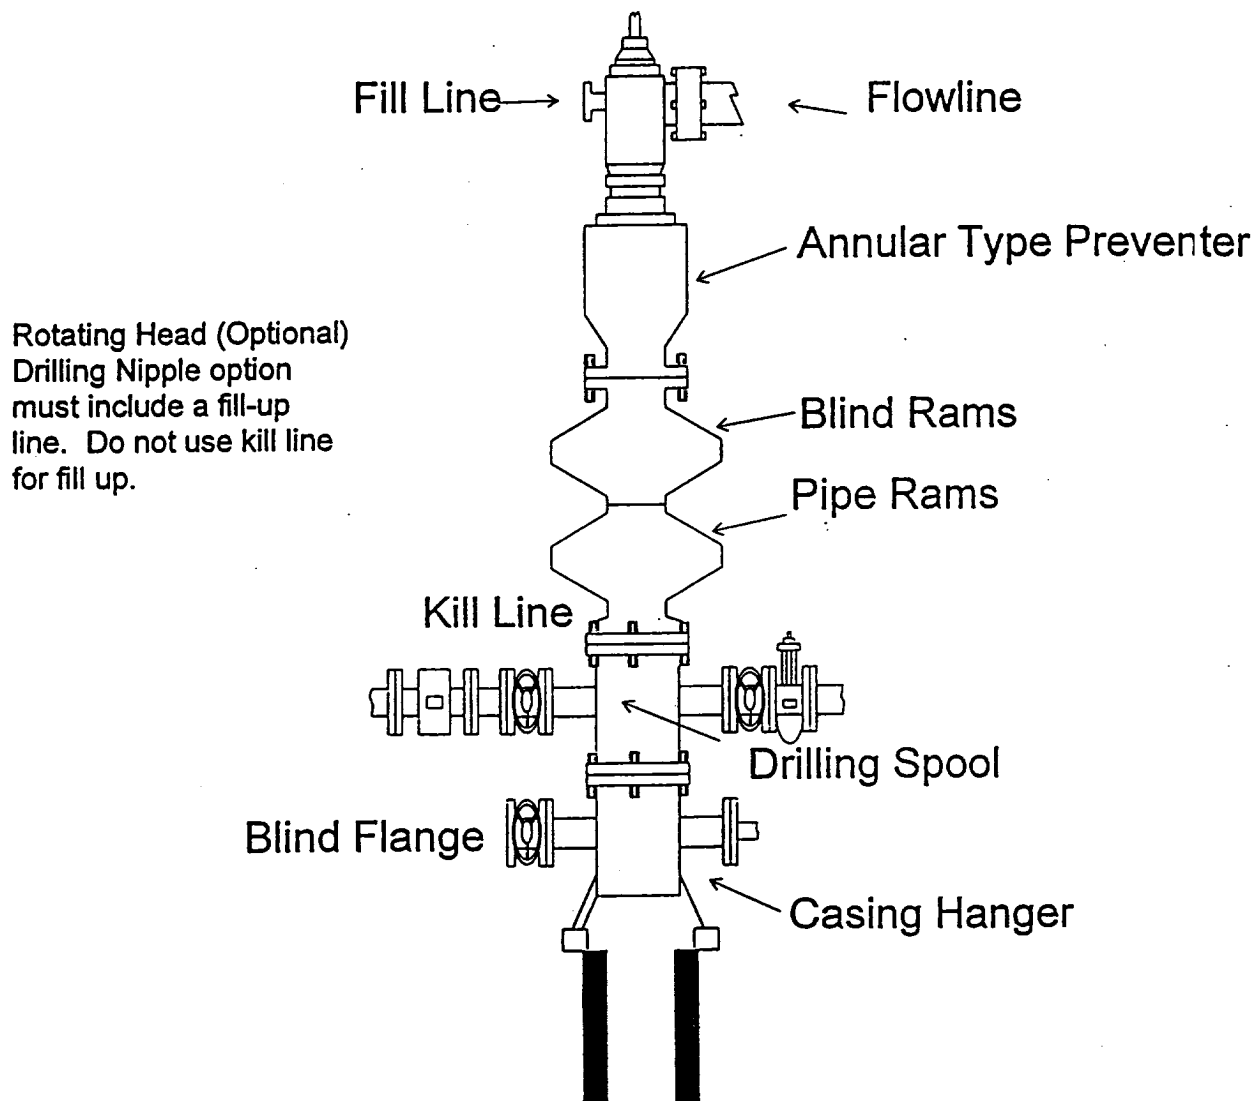 Fill Line
Flowline
Annular Type Preventer
Rotating Head (Optional)
Drilling Nipple option
must include a fill-up
line. Do not use kill line
for fill up.
Blind Rams
Pipe Rams
Kill Line
Drilling Spool
Blind Flange
Casing Hanger